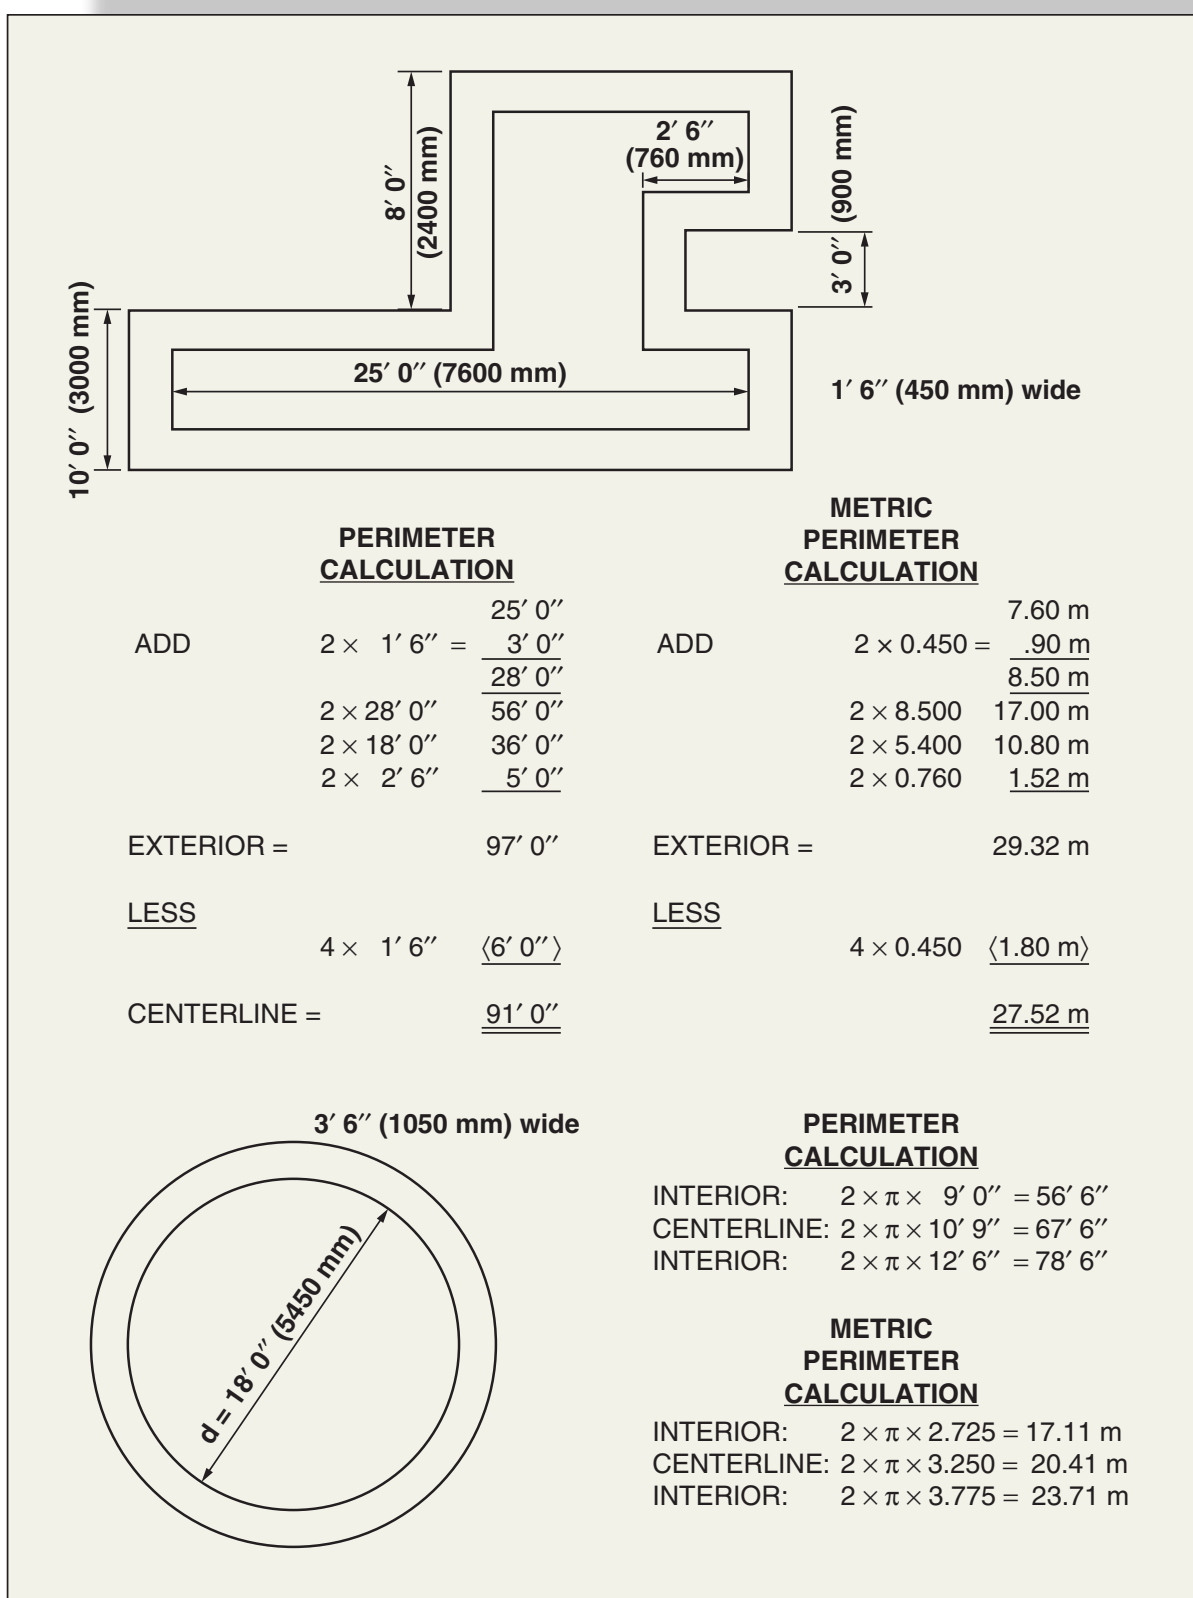 2′ 6″
(760 mm)
8′ 0″
(2400 mm)
3′ 0″ (900 mm)
10′ 0″ (3000 mm)
25′ 0″ (7600 mm)
1′ 6″ (450 mm) wide
PERIMETER
CALCULATION
25′ 0″
ADD 2 × 1′ 6″ = 3′ 0″
28′ 0″
2 × 28′ 0″ 56′ 0″
2 × 18′ 0″ 36′ 0″
2 × 2′ 6″ 5′ 0″
EXTERIOR = 97′ 0″
LESS
4 × 1′ 6″ ⟨6′ 0″⟩
CENTERLINE = 91′ 0″
METRIC
PERIMETER
CALCULATION
7.60 m
ADD 2 × 0.450 = .90 m
8.50 m
2 × 8.500 17.00 m
2 × 5.400 10.80 m
2 × 0.760 1.52 m
EXTERIOR = 29.32 m
LESS
4 × 0.450 ⟨1.80 m⟩
27.52 m
3′ 6″ (1050 mm) wide
d = 18′ 0″ (5450 mm)
PERIMETER
CALCULATION
INTERIOR: 2 × π × 9′ 0″ = 56′ 6″
CENTERLINE: 2 × π × 10′ 9″ = 67′ 6″
INTERIOR: 2 × π × 12′ 6″ = 78′ 6″
METRIC
PERIMETER
CALCULATION
INTERIOR: 2 × π × 2.725 = 17.11 m
CENTERLINE: 2 × π × 3.250 = 20.41 m
INTERIOR: 2 × π × 3.775 = 23.71 m